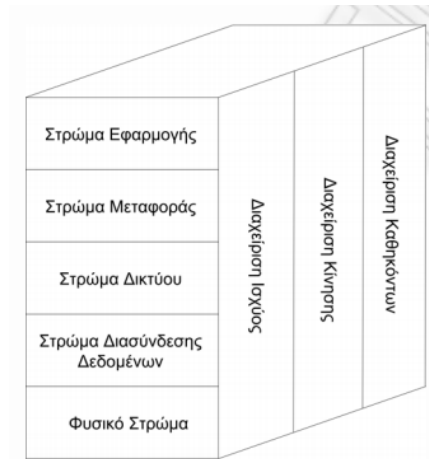 Στρώμα Εφαρμογής
Στρώμα Μεταφοράς
Στρώμα Δικτύου
Στρώμα Διασύνδεσης
Δεδομένων
Φυσικό Στρώμα
Διαχείριση Ισχύος
Διαχείριση Κίνησης
Διαχείριση Καθηκόντων